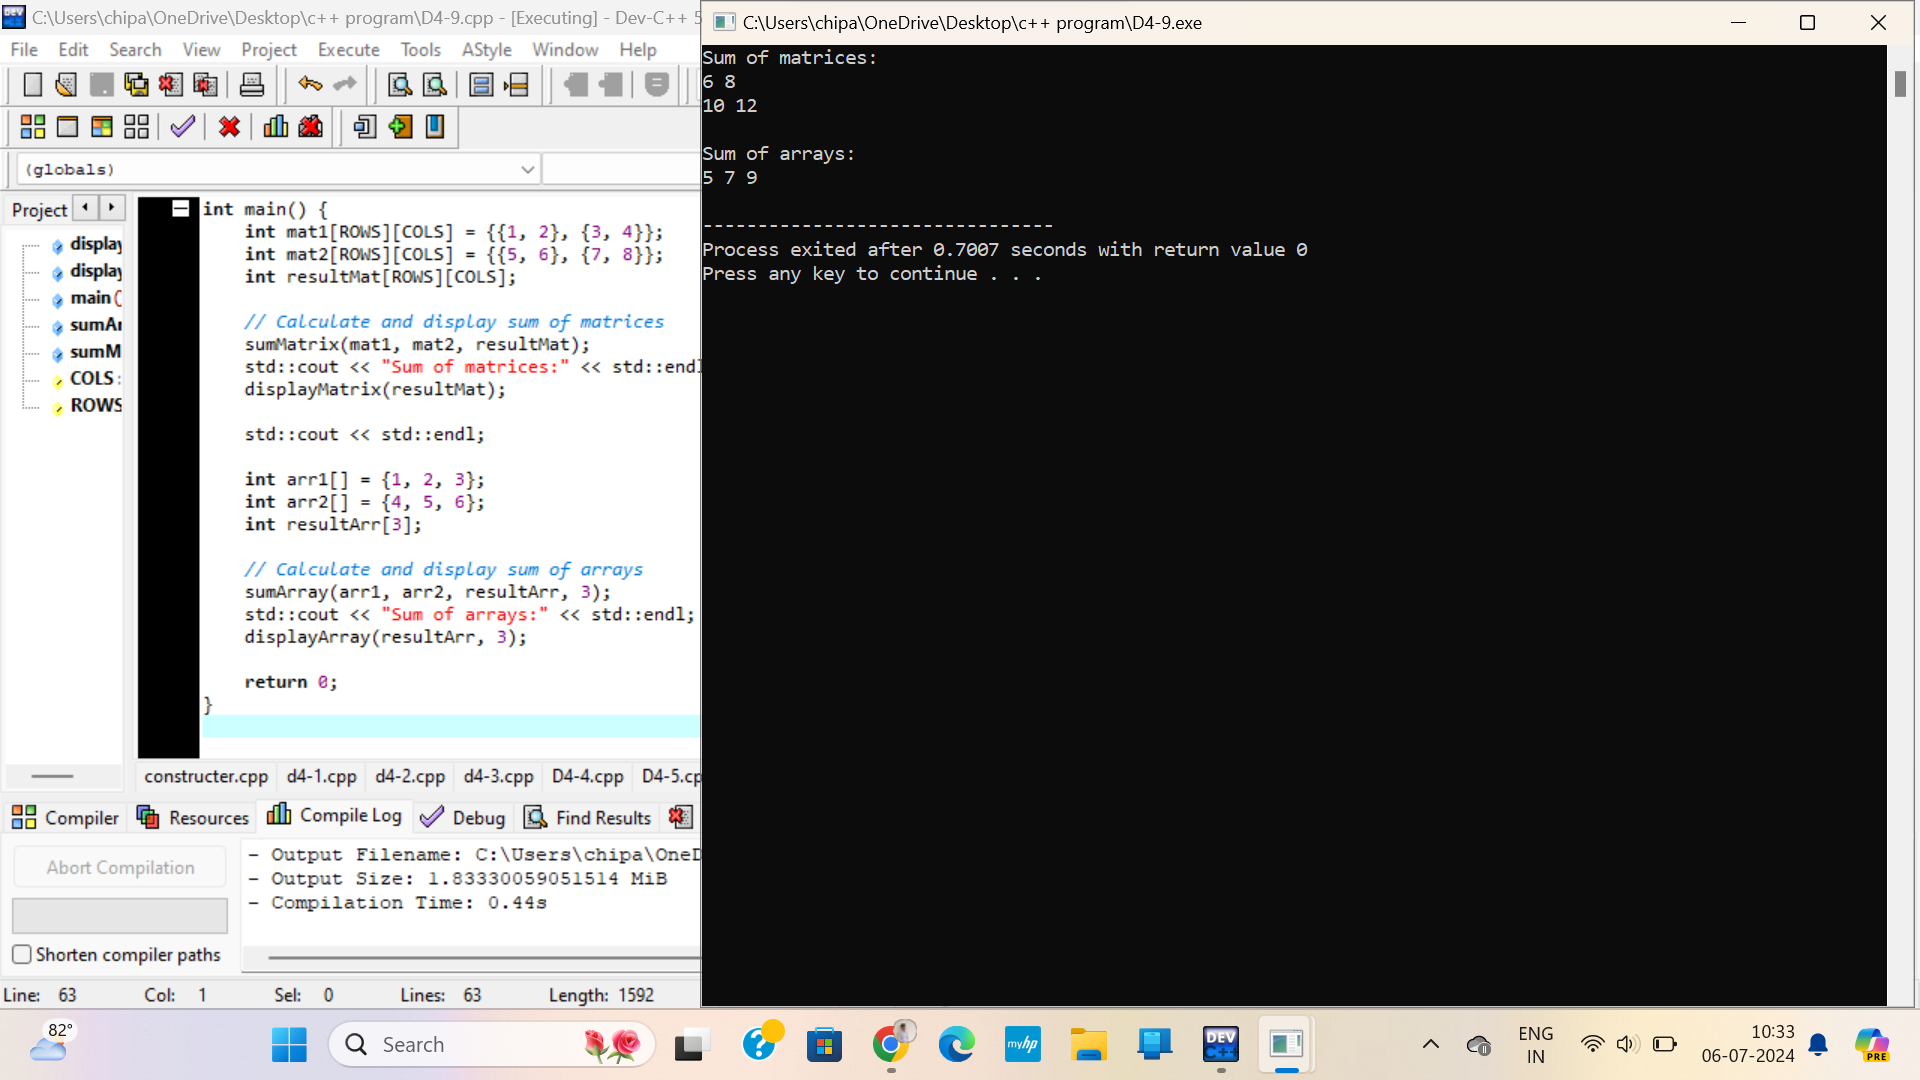 C:\Users\chipa\OneDrive\Desktop\c++ program\D4-9.cpp - [Executing] - Dev-C++ 5
File Edit Search View Project Execute Tools AStyle Window Help
(globals)
Project
display
display
main (
sumAr
sumM
COLS :
ROWS
int main() {
int mat1[ROWS][COLS] = {{1, 2}, {3, 4}};
int mat2[ROWS][COLS] = {{5, 6}, {7, 8}};
int resultMat[ROWS][COLS];
// Calculate and display sum of matrices
sumMatrix(mat1, mat2, resultMat);
std::cout << "Sum of matrices:" << std::endl
displayMatrix(resultMat);
std::cout << std::endl;
int arr1[] = {1, 2, 3};
int arr2[] = {4, 5, 6};
int resultArr[3];
// Calculate and display sum of arrays
sumArray(arr1, arr2, resultArr, 3);
std::cout << "Sum of arrays:" << std::endl;
displayArray(resultArr, 3);
return 0;
}
constructer.cpp d4-1.cpp d4-2.cpp d4-3.cpp D4-4.cpp D4-5.cp
Compiler Resources Compile Log Debug Find Results
Abort Compilation
Shorten compiler paths
- Output Filename: C:\Users\chipa\OneD
- Output Size: 1.83330059051514 MiB
- Compilation Time: 0.44s
Line: 63 Col: 1 Sel: 0 Lines: 63 Length: 1592
C:\Users\chipa\OneDrive\Desktop\c++ program\D4-9.exe
Sum of matrices:
6 8
10 12
Sum of arrays:
5 7 9
--------------------------------
Process exited after 0.7007 seconds with return value 0
Press any key to continue . . .
82°
Search
myhp
DEV
C++
ENG
IN
10:33
06-07-2024
PRE